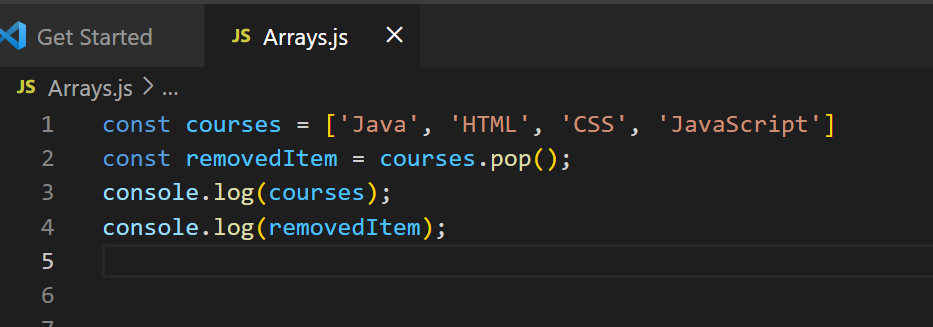 Get Started
JS Arrays.js ×
JS Arrays.js > ...
1 const courses = ['Java', 'HTML', 'CSS', 'JavaScript']
2 const removedItem = courses.pop();
3 console.log(courses);
4 console.log(removedItem);
5
6
7